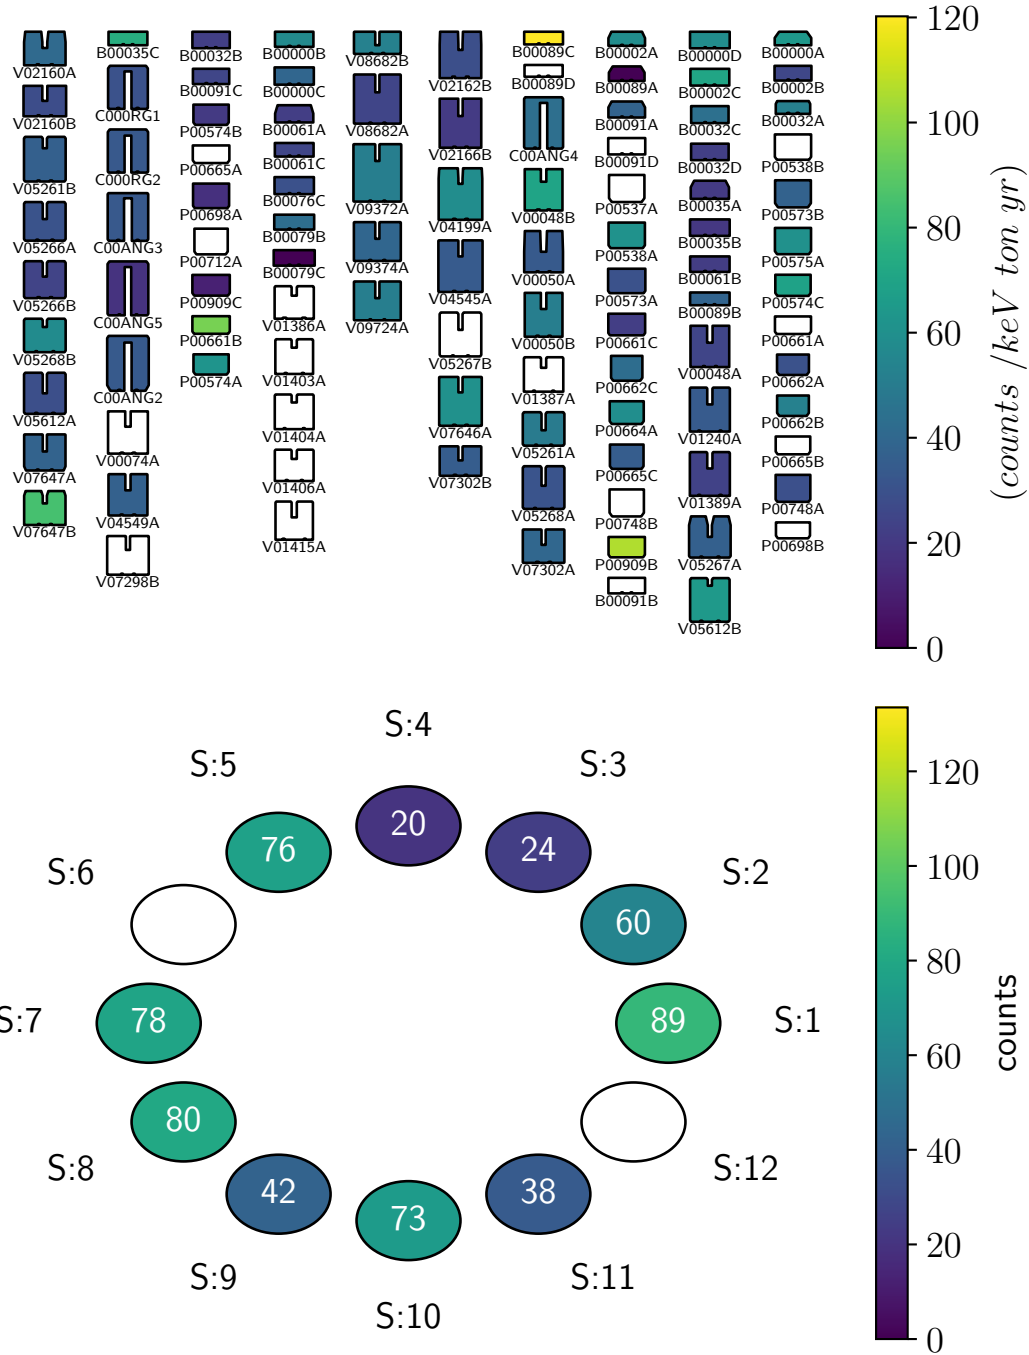 V02160A
V02160B
V05261B
V05266A
V05266B
V05268B
V05612A
V07647A
V07647B
B00035C
C000RG1
C000RG2
C00ANG3
C00ANG5
C00ANG2
V00074A
V04549A
V07298B
B00032B
B00091C
P00574B
P00665A
P00698A
P00712A
P00909C
P00661B
P00574A
B00000B
B00000C
B00061A
B00061C
B00076C
B00079B
B00079C
V01386A
V01403A
V01404A
V01406A
V01415A
V08682B
V08682A
V09372A
V09374A
V09724A
V02162B
V02166B
V04199A
V04545A
V05267B
V07646A
V07302B
B00089C
B00089D
C00ANG4
V00048B
V00050A
V00050B
V01387A
V05261A
V05268A
V07302A
B00002A
B00089A
B00091A
B00091D
P00537A
P00538A
P00573A
P00661C
P00662C
P00664A
P00665C
P00748B
P00909B
B00091B
B00000D
B00002C
B00032C
B00032D
B00035A
B00035B
B00061B
B00089B
V00048A
V01240A
V01389A
V05267A
V05612B
B00000A
B00002B
B00032A
P00538B
P00573B
P00575A
P00574C
P00661A
P00662A
P00662B
P00665B
P00748A
P00698B
120
100
80
60
40
20
0
(counts /keV ton yr)
S:4
S:5
S:3
20
76
24
S:6
S:2
60
S:7
78
89
S:1
80
S:8
S:12
42
38
73
S:9
S:11
S:10
120
100
80
60
40
20
0
counts